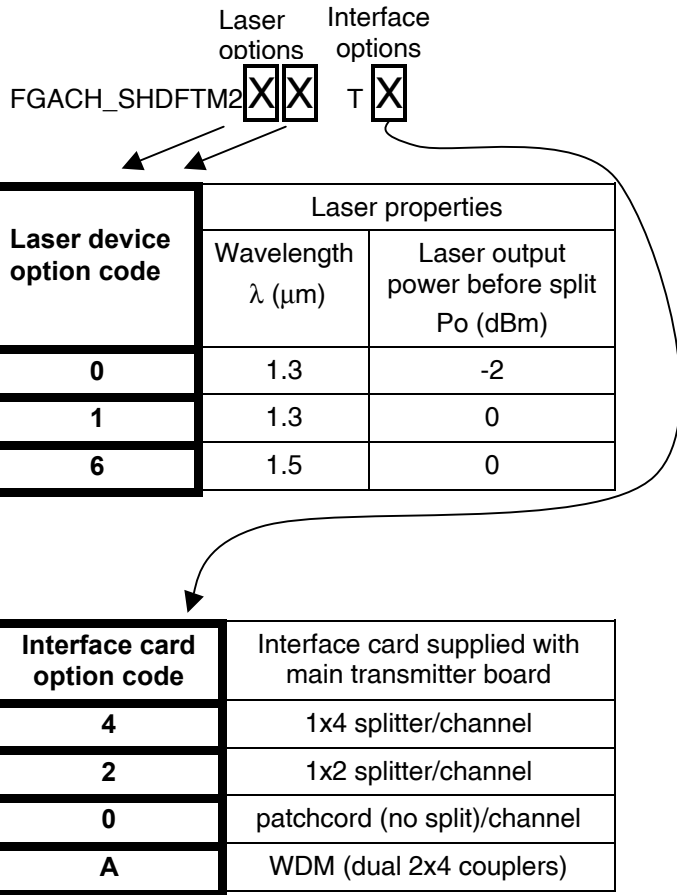 Laser options
Interface options
FGACH_SHDFTM2 X X T X
Laser device option code
Laser properties
Wavelength λ (μm)
Laser output power before split Po (dBm)
0 1.3 -2
1 1.3 0
6 1.5 0
Interface card option code
Interface card supplied with main transmitter board
4 1x4 splitter/channel
2 1x2 splitter/channel
0 patchcord (no split)/channel
A WDM (dual 2x4 couplers)